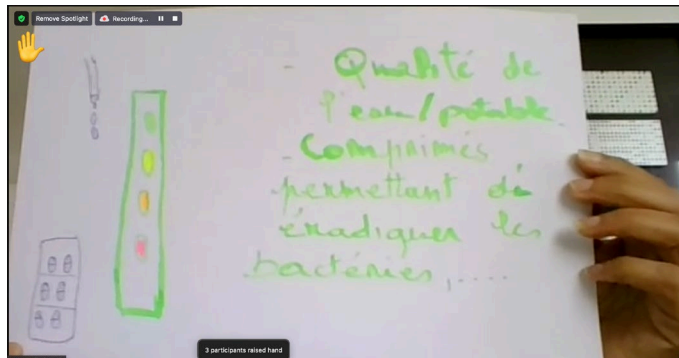 Remove Spotlight
Recording...
- Qualité de
l'eau/potable.
- Comprimés
permettant de
éradiquer les
bactéries,....
3 participants raised hand